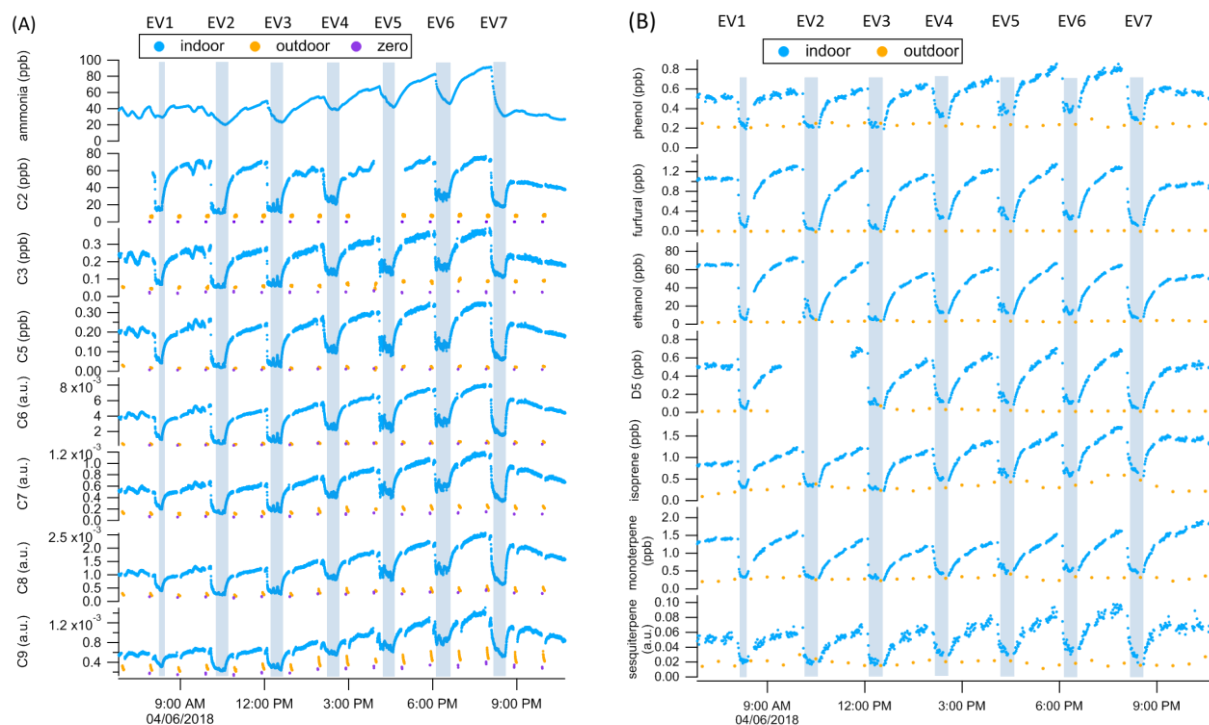 (A)
EV1 EV2 EV3 EV4 EV5 EV6 EV7
indoor outdoor zero
ammonia (ppb)
100
80
60
40
20
0
C2 (ppb)
80
60
40
20
0
C3 (ppb)
0.3
0.2
0.1
0.0
C5 (ppb)
0.30
0.20
0.10
0.00
C6 (a.u.)
8 x10⁻³
6
4
2
C7 (a.u.)
1.2 x10⁻³
1.0
0.8
0.6
0.4
0.2
0.0
C8 (a.u.)
2.5 x10⁻³
2.0
1.5
1.0
0.5
0.0
C9 (a.u.)
1.2 x10⁻³
0.8
0.4
9:00 AM 12:00 PM 3:00 PM 6:00 PM 9:00 PM
04/06/2018
(B)
EV1 EV2 EV3 EV4 EV5 EV6 EV7
indoor outdoor
phenol (ppb)
0.8
0.6
0.4
0.2
0.0
furfural (ppb)
1.2
0.8
0.4
0.0
ethanol (ppb)
80
60
40
20
0
D5 (ppb)
0.8
0.6
0.4
0.2
0.0
isoprene (ppb)
1.5
1.0
0.5
0.0
monoterpene
(ppb)
2.0
1.5
1.0
0.5
0.0
sesquiterpene
(a.u.)
0.10
0.08
0.06
0.04
0.02
0.00
9:00 AM 12:00 PM 3:00 PM 6:00 PM 9:00 PM
04/06/2018